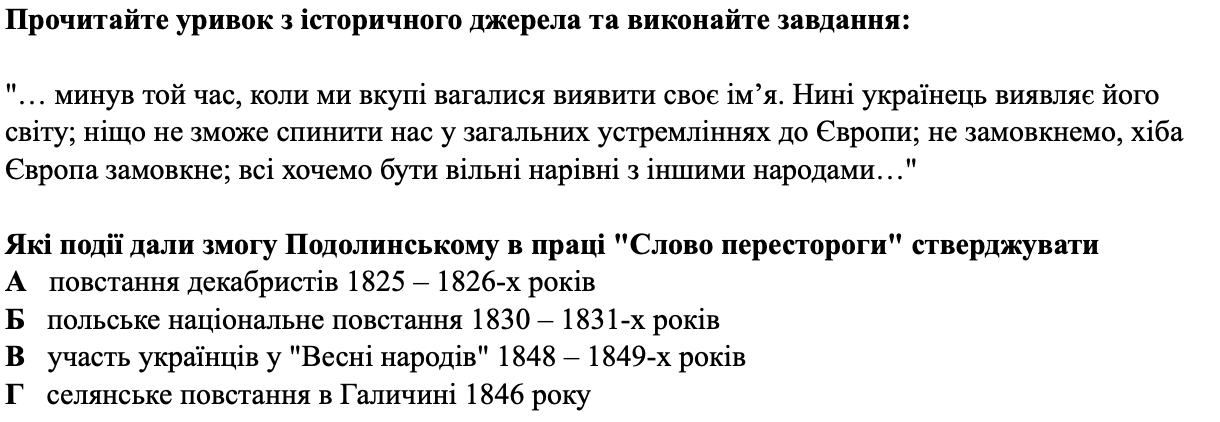 Прочитайте уривок з історичного джерела та виконайте завдання:
"… минув той час, коли ми вкупі вагалися виявити своє ім’я. Нині українець виявляє його
світу; ніщо не зможе спинити нас у загальних устремліннях до Європи; не замовкнемо, хіба
Європа замовкне; всі хочемо бути вільні нарівні з іншими народами…"
Які події дали змогу Подолинському в праці "Слово перестороги" стверджувати
А повстання декабристів 1825 – 1826-х років
Б польське національне повстання 1830 – 1831-х років
В участь українців у "Весні народів" 1848 – 1849-х років
Г селянське повстання в Галичині 1846 року